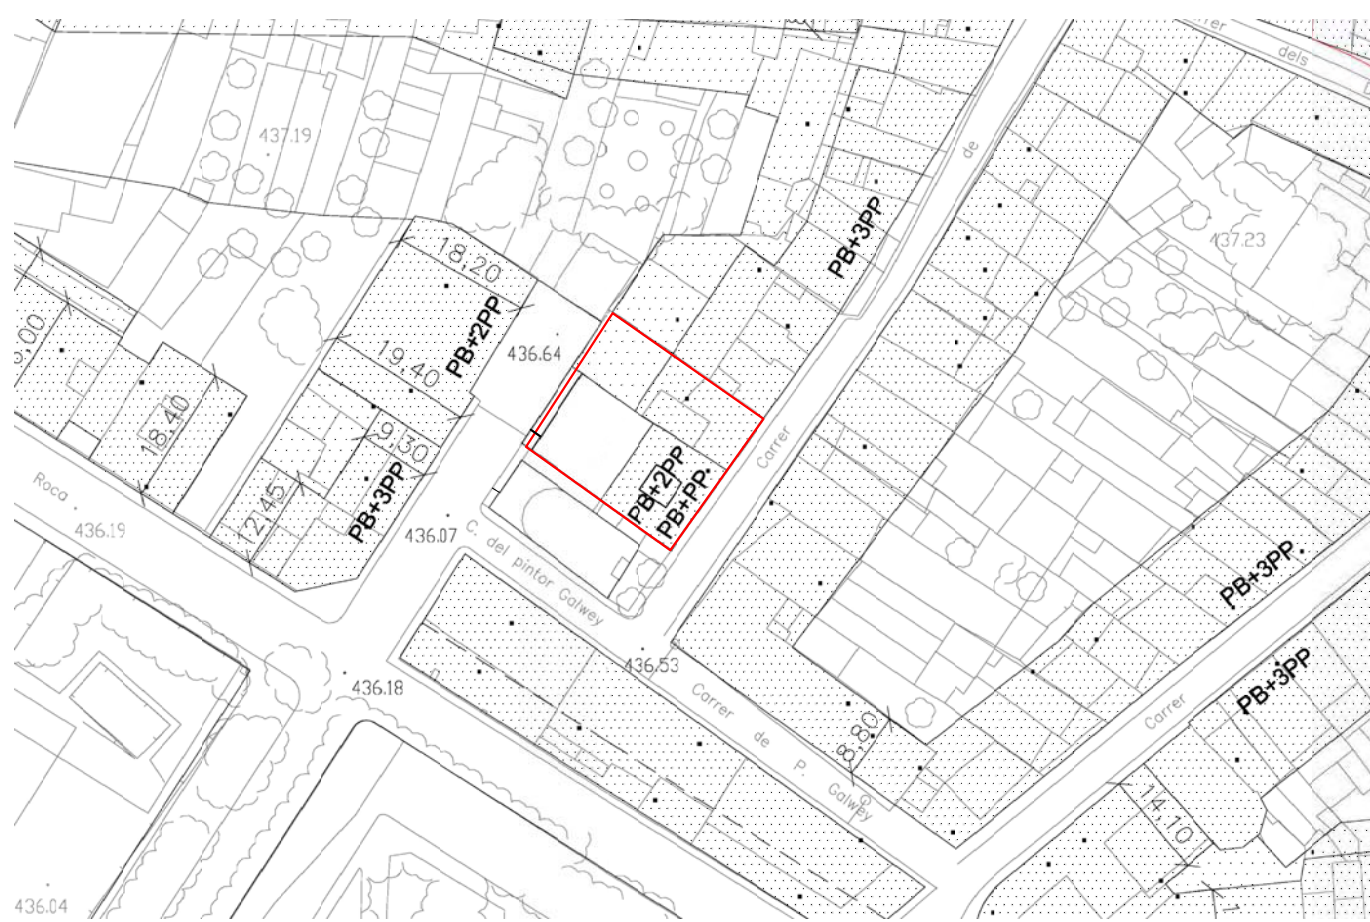 dels
437.19
de
PB+3PP
437.23
18,20
PB+2PP
436.64
19,40
18,40
9,30
Carrer
PB+3PP
PB+2PP
PB+PP
Roca
12,45
436.19
436.07
C. del pintor Galwey
PB+3PP
436.53
436.18
PB+3PP
Carrer
de
P. Galwey
8,80
Carrer
14,10
436.04